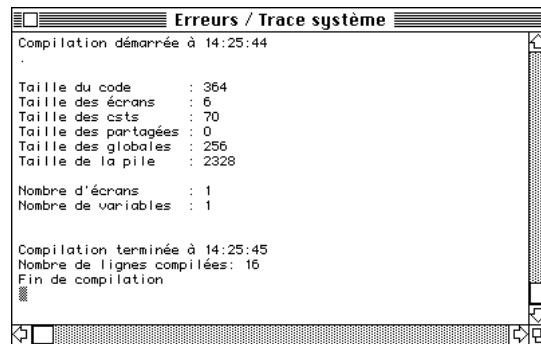 Erreurs / Trace système
Compilation démarrée à 14:25:44
.
Taille du code : 364
Taille des écrans : 6
Taille des csts : 70
Taille des partagées : 0
Taille des globales : 256
Taille de la pile : 2328
Nombre d'écrans : 1
Nombre de variables : 1
Compilation terminée à 14:25:45
Nombre de lignes compilées: 16
Fin de compilation